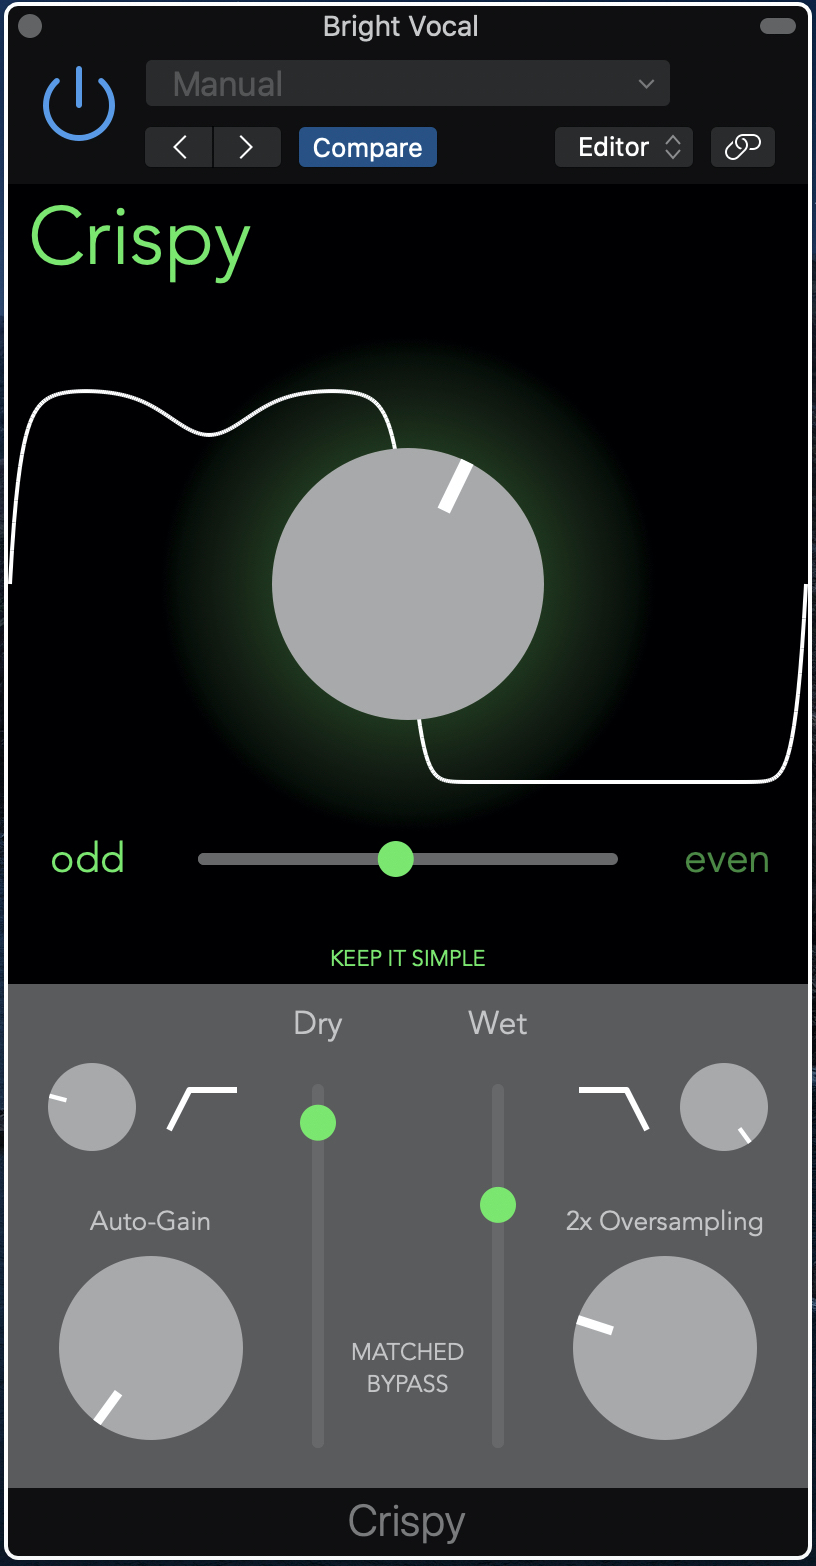 Bright Vocal
Manual
Compare
Editor
Crispy
odd
even
KEEP IT SIMPLE
Dry
Wet
Auto-Gain
2x Oversampling
MATCHED
BYPASS
Crispy